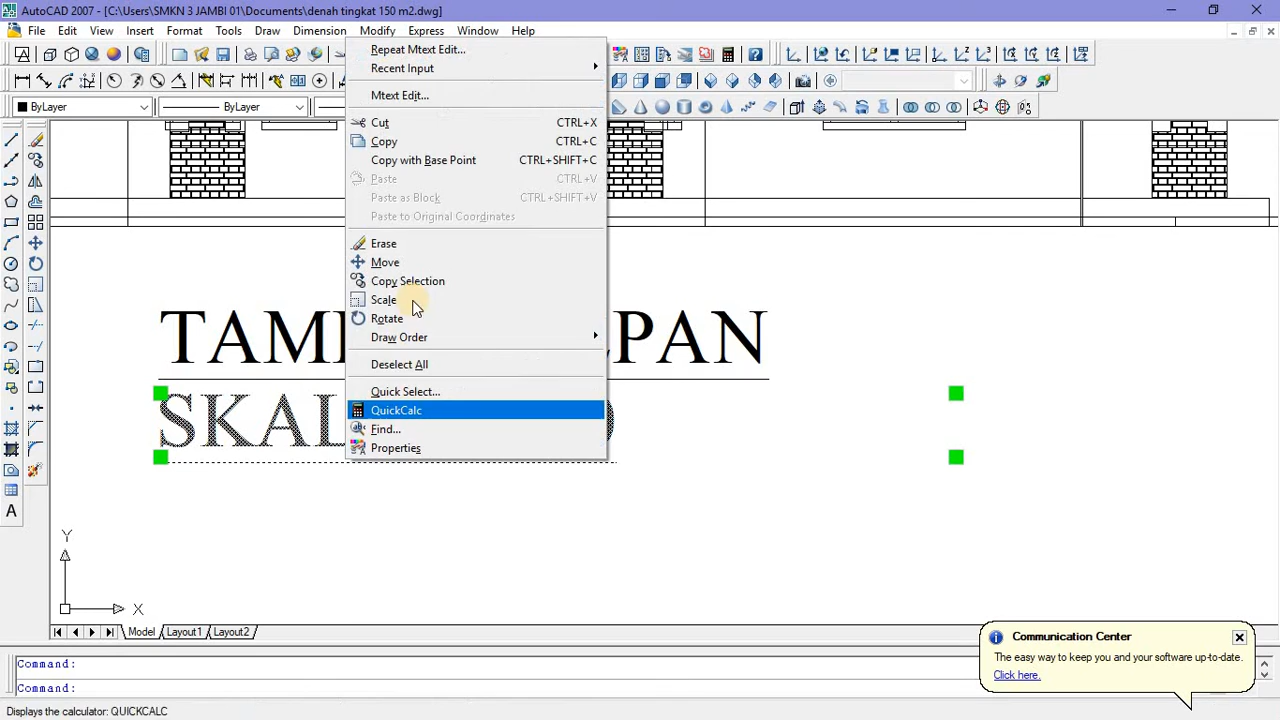 AutoCAD 2007 - [C:\Users\SMKN 3 JAMBI 01\Documents\denah tingkat 150 m2.dwg]
File Edit View Insert Format Tools Draw Dimension Modify Express Window Help
ByLayer ByLayer
Repeat Mtext Edit...
Recent Input
Mtext Edit...
Cut CTRL+X
Copy CTRL+C
Copy with Base Point CTRL+SHIFT+C
Paste CTRL+V
Paste as Block CTRL+SHIFT+V
Paste to Original Coordinates
Erase
Move
Copy Selection
Scale
Rotate
Draw Order
Deselect All
Quick Select...
QuickCalc
Find...
Properties
A
Y
X
Model Layout1 Layout2
Communication Center
The easy way to keep you and your software up-to-date.
Click here.
Command:
Command:
Displays the calculator: QUICKCALC